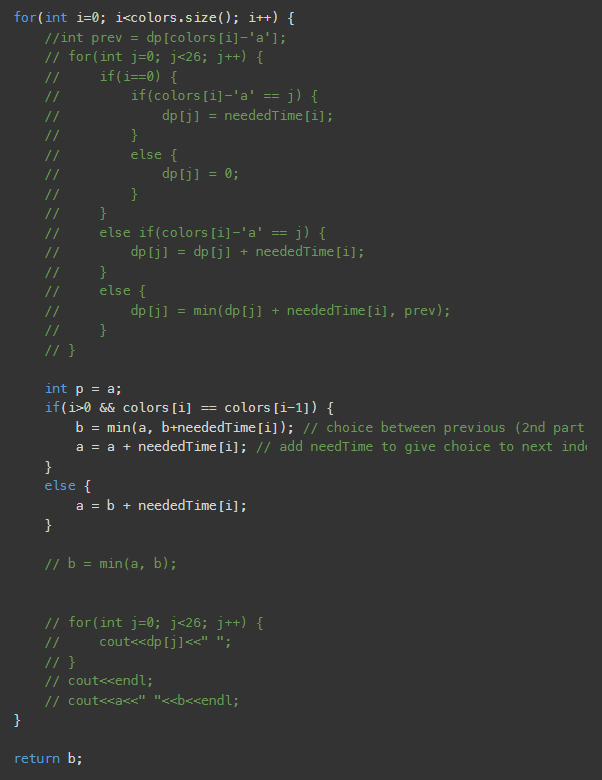 for(int i=0; i<colors.size(); i++) {
    //int prev = dp[colors[i]-'a'];
    // for(int j=0; j<26; j++) {
    //     if(i==0) {
    //         if(colors[i]-'a' == j) {
    //             dp[j] = neededTime[i];
    //         }
    //         else {
    //             dp[j] = 0;
    //         }
    //     }
    //     else if(colors[i]-'a' == j) {
    //         dp[j] = dp[j] + neededTime[i];
    //     }
    //     else {
    //         dp[j] = min(dp[j] + neededTime[i], prev);
    //     }
    // }
    int p = a;
    if(i>0 && colors[i] == colors[i-1]) {
        b = min(a, b+neededTime[i]); // choice between previous (2nd part
        a = a + neededTime[i]; // add needTime to give choice to next
    }
    else {
        a = b + neededTime[i];
    }
    // b = min(a, b);
    // for(int j=0; j<26; j++) {
    //     cout<<dp[j]<<" ";
    // }
    // cout<<endl;
    // cout<<a<<" "<<b<<endl;
}
return b;